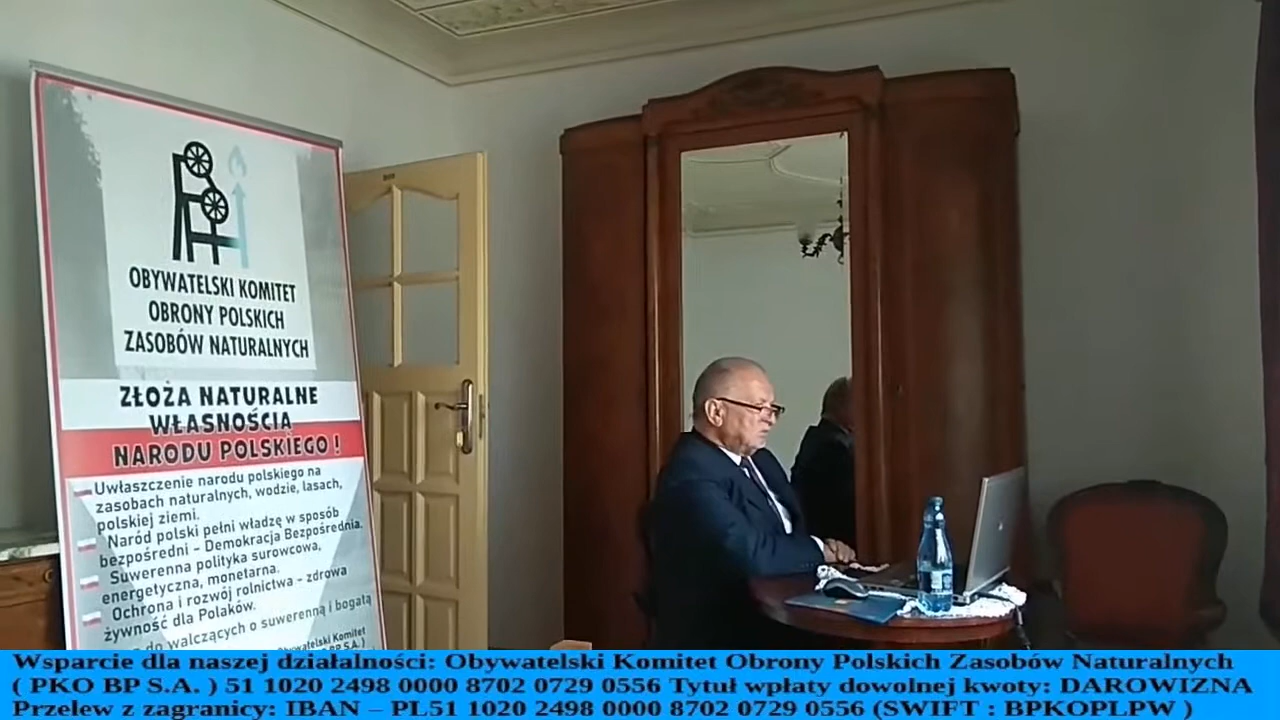 OBYWATELSKI KOMITET
OBRONY POLSKICH
ZASOBÓW NATURALNYCH
ZŁOŻA NATURALNE
WŁASNOŚCIĄ
NARODU POLSKIEGO !
Uwłaszczenie narodu polskiego na
zasobach naturalnych, wodzie, lasach,
polskiej ziemi.
Naród polski pełni władzę w sposób
bezpośredni - Demokracja Bezpośrednia.
Suwerenna polityka surowcowa,
energetyczna, monetarna.
Ochrona i rozwój rolnictwa - zdrowa
żywność dla Polaków.
do walczących o suwerenną i bogatą
Obywatelski Komitet
BP S.A. )
Wsparcie dla naszej działalności: Obywatelski Komitet Obrony Polskich Zasobów Naturalnych
( PKO BP S.A. ) 51 1020 2498 0000 8702 0729 0556 Tytuł wpłaty dowolnej kwoty: DAROWIZNA
Przelew z zagranicy: IBAN – PL51 1020 2498 0000 8702 0729 0556 (SWIFT : BPKOPLPW )